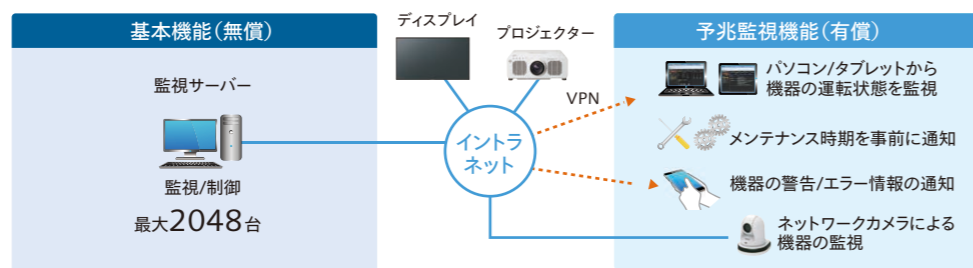 基本機能（無償）
監視サーバー
監視/制御
最大2048台
ディスプレイ
プロジェクター
イントラ
ネット
VPN
予兆監視機能（有償）
パソコン/タブレットから
機器の運転状態を監視
メンテナンス時期を事前に通知
機器の警告/エラー情報の通知
ネットワークカメラによる
機器の監視